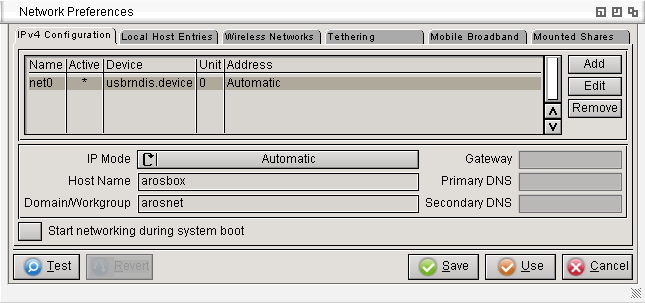 Network Preferences
IPv4 Configuration Local Host Entries Wireless Networks Tethering Mobile Broadband Mounted Shares
Name Active Device Unit Address
net0 * usbrndis.device 0 Automatic
Add
Edit
Remove
IP Mode Automatic Gateway
Host Name arosbox Primary DNS
Domain/Workgroup arosnet Secondary DNS
Start networking during system boot
Test Revert Save Use Cancel